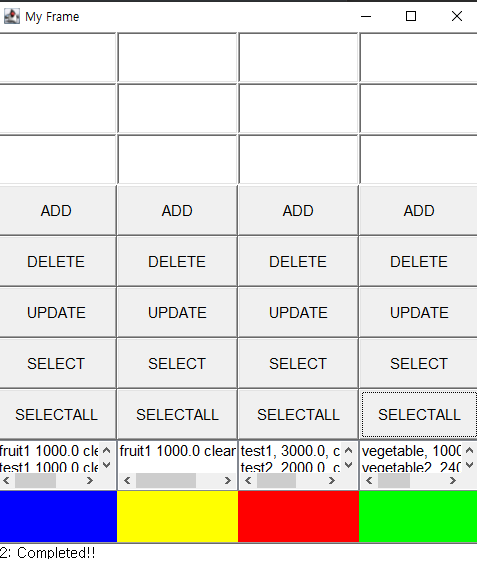 My Frame
ADD ADD ADD ADD
DELETE DELETE DELETE DELETE
UPDATE UPDATE UPDATE UPDATE
SELECT SELECT SELECT SELECT
SELECTALL SELECTALL SELECTALL SELECTALL
fruit1 1000.0 cle fruit1 1000.0 clear test1, 3000.0, c vegetable, 1000
test1 1000.0 cle test2, 2000.0, c vegetable2, 240
2: Completed!!